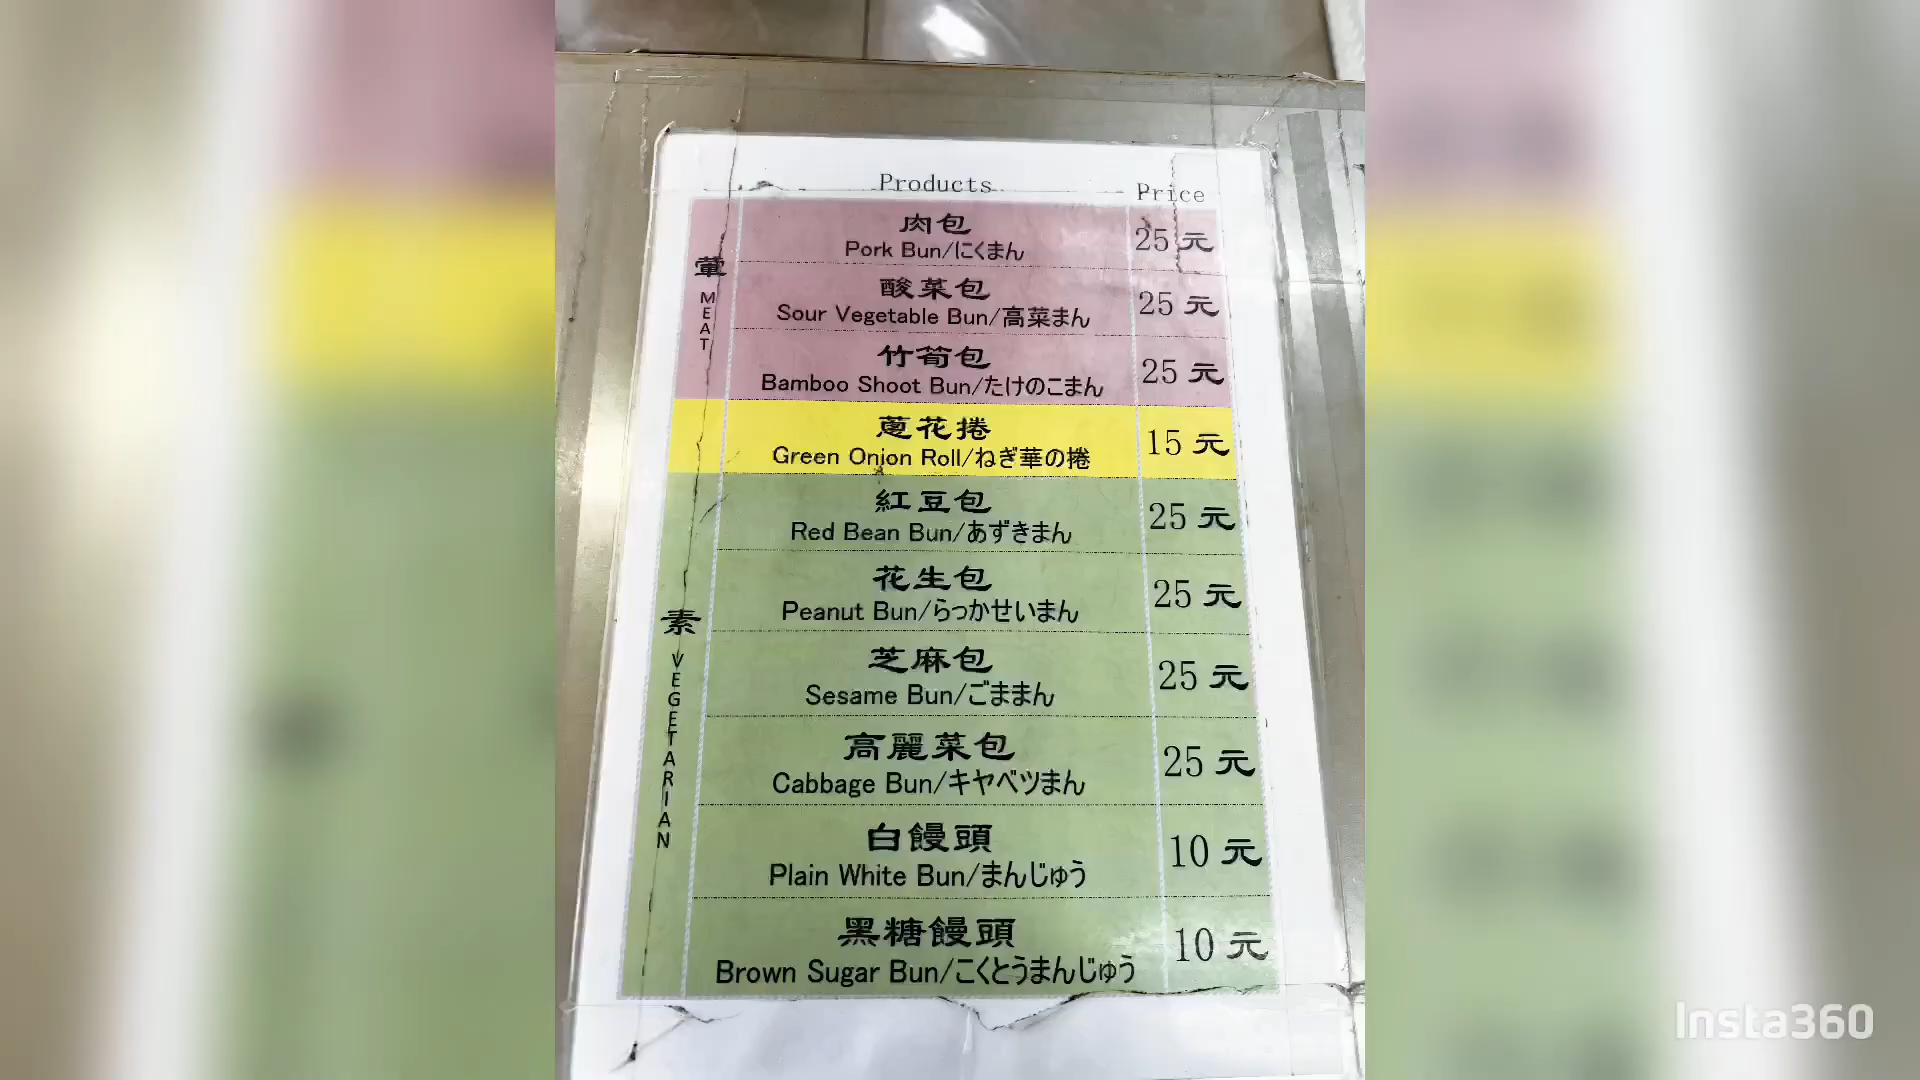 Products Price
肉包
Pork Bun/にくまん 25 元
酸菜包
Sour Vegetable Bun/高菜まん 25 元
竹筍包
Bamboo Shoot Bun/たけのこまん 25 元
葷 MEAT
蔥花捲
Green Onion Roll/ねぎ華の捲 15 元
紅豆包
Red Bean Bun/あずきまん 25 元
花生包
Peanut Bun/らっかせいまん 25 元
芝麻包
Sesame Bun/ごままん 25 元
高麗菜包
Cabbage Bun/キヤベツまん 25 元
白饅頭
Plain White Bun/まんじゅう 10 元
黑糖饅頭
Brown Sugar Bun/こくとうまんじゅう 10 元
素 VEGETARIAN
Insta360